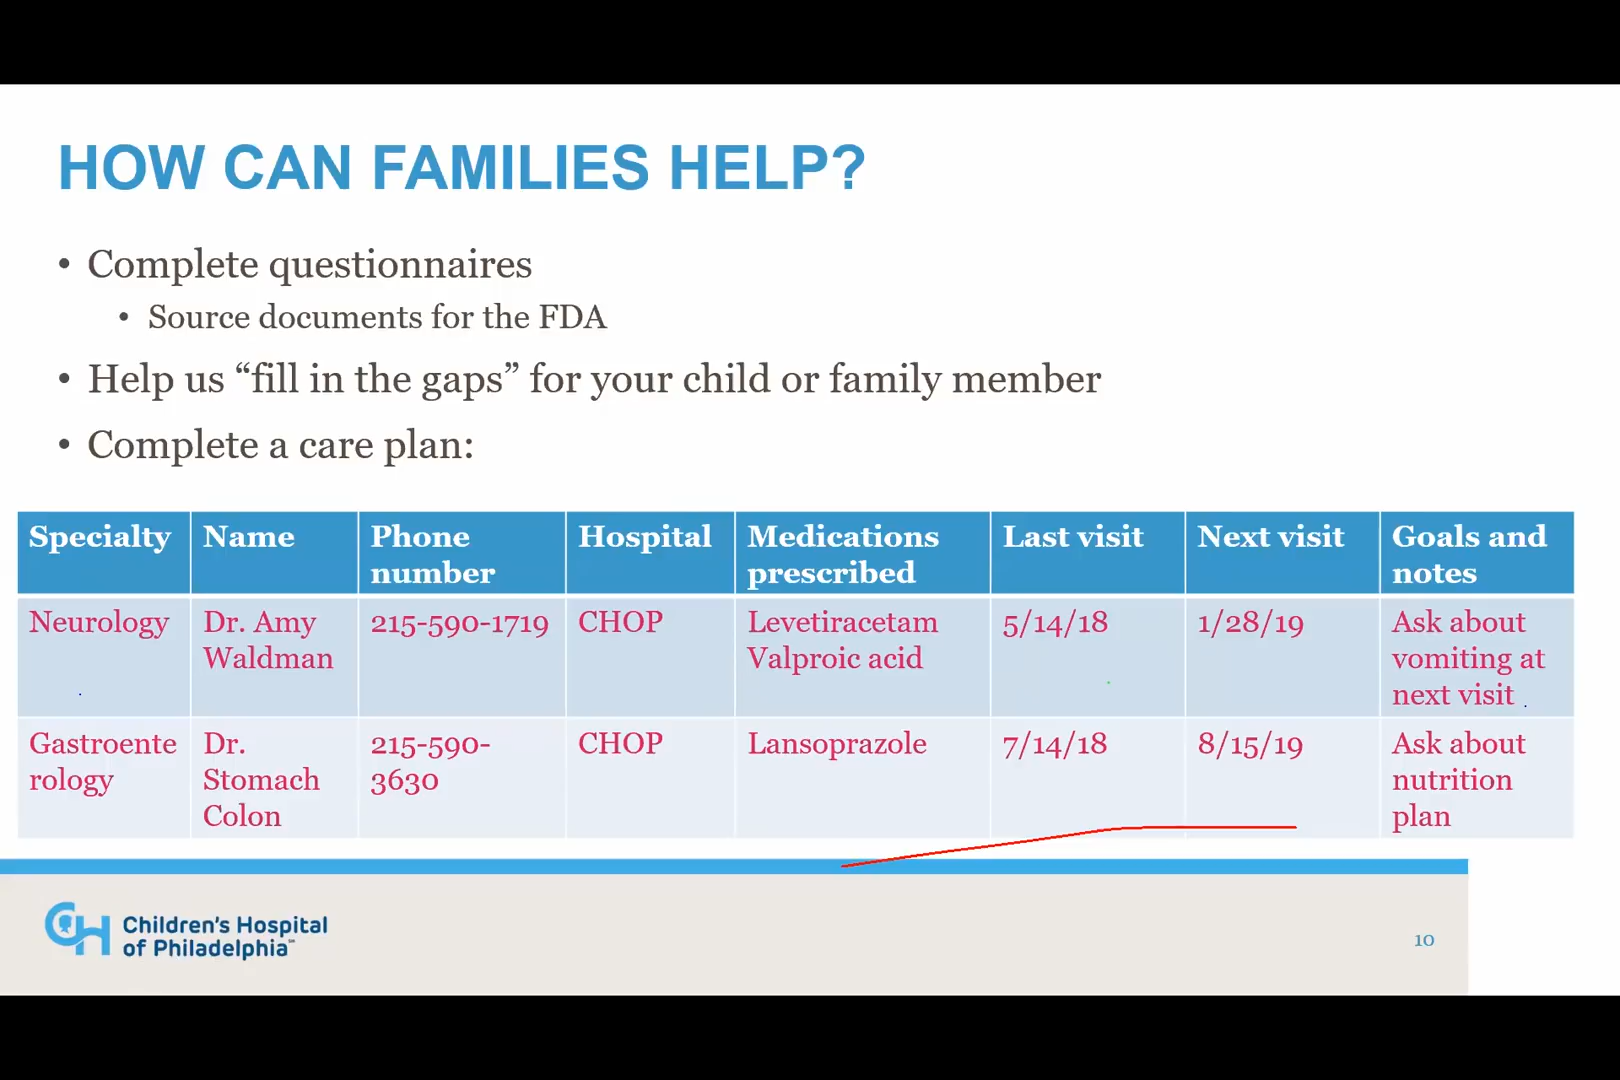 HOW CAN FAMILIES HELP?
• Complete questionnaires
• Source documents for the FDA
• Help us “fill in the gaps” for your child or family member
• Complete a care plan:
Specialty Name Phone number Hospital Medications prescribed Last visit Next visit Goals and notes
Neurology Dr. Amy Waldman 215-590-1719 CHOP Levetiracetam Valproic acid 5/14/18 1/28/19 Ask about vomiting at next visit
Gastroenterology Dr. Stomach Colon 215-590-3630 CHOP Lansoprazole 7/14/18 8/15/19 Ask about nutrition plan
CH Children's Hospital
of Philadelphia℠
10